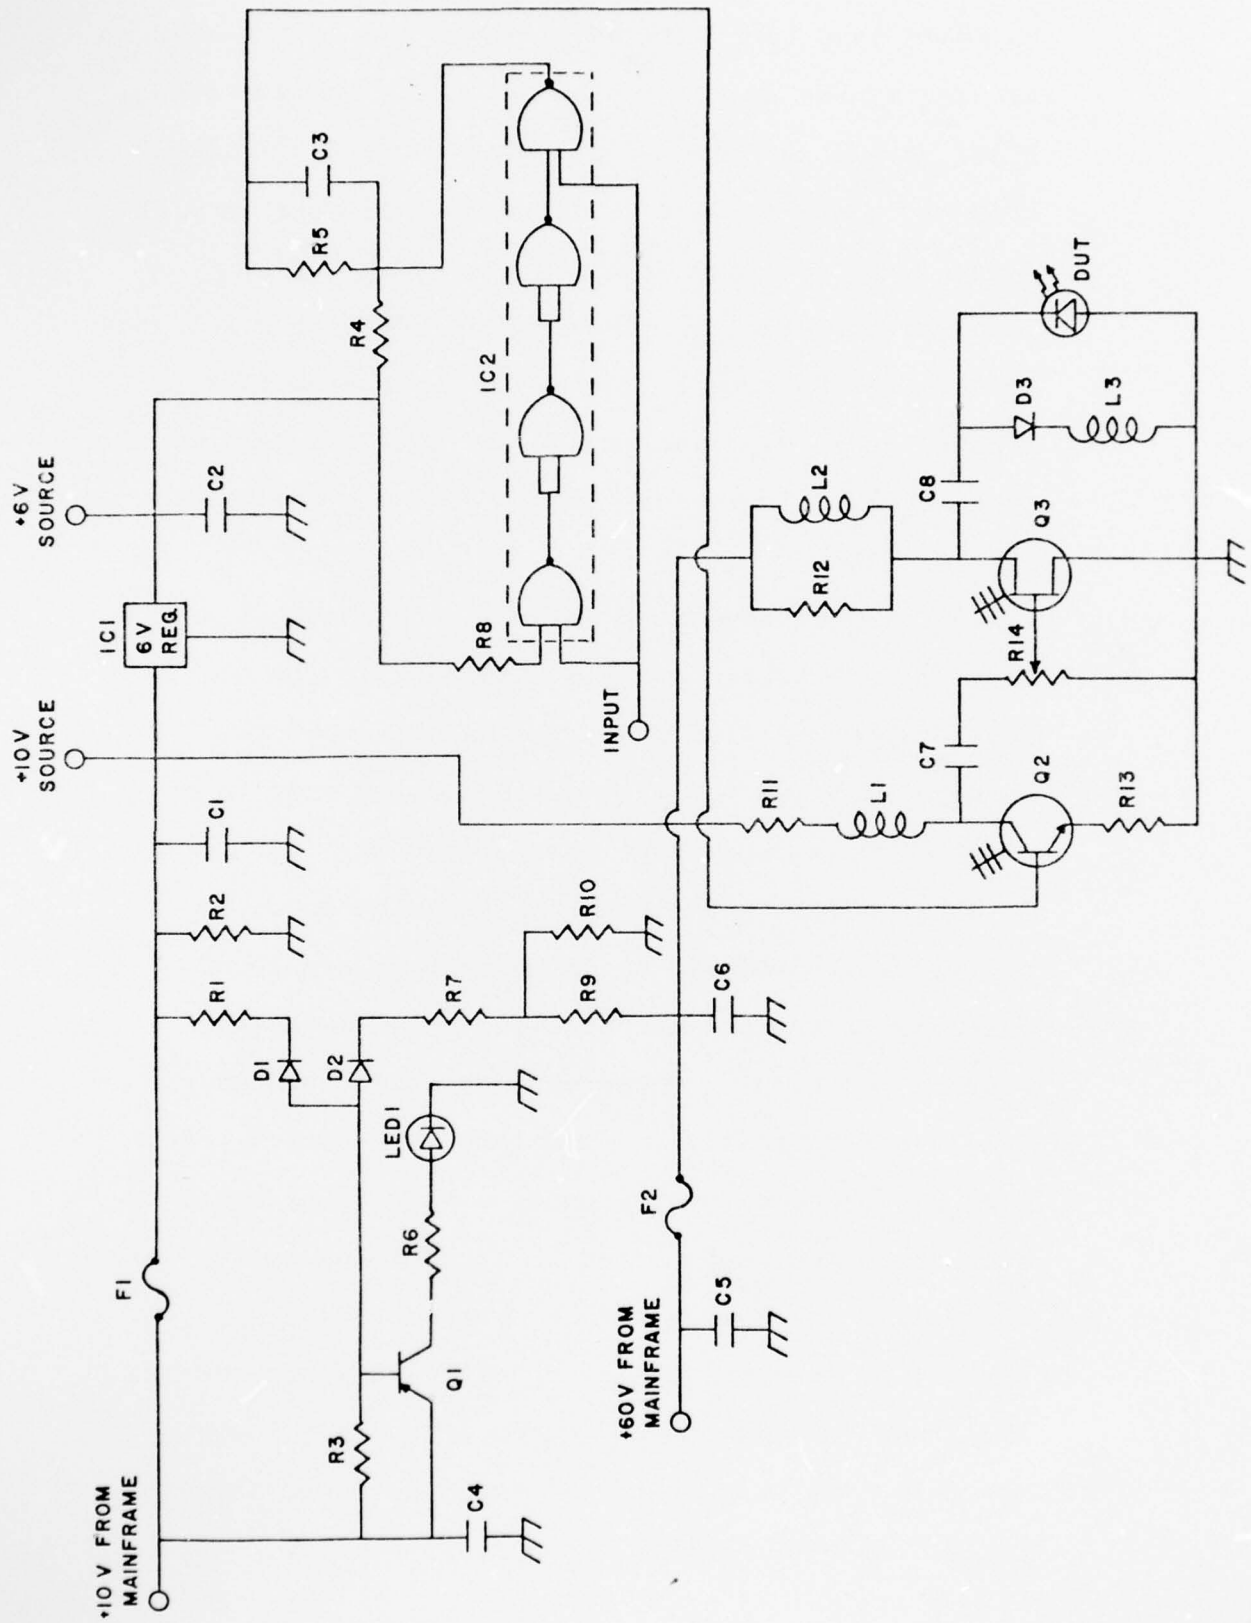 +10V FROM
MAINFRAME
F1
R3
Q1
C4
R6
LED1
D1
D2
R1
R2
C1
R7
R9
R10
+10V
SOURCE
IC1
6V
REG.
+6V
SOURCE
C2
R4
R5
C3
IC2
R8
INPUT
+60V FROM
MAINFRAME
C5
F2
C6
R11
L1
C7
Q2
R13
R14
R12
L2
C8
Q3
D3
L3
DUT